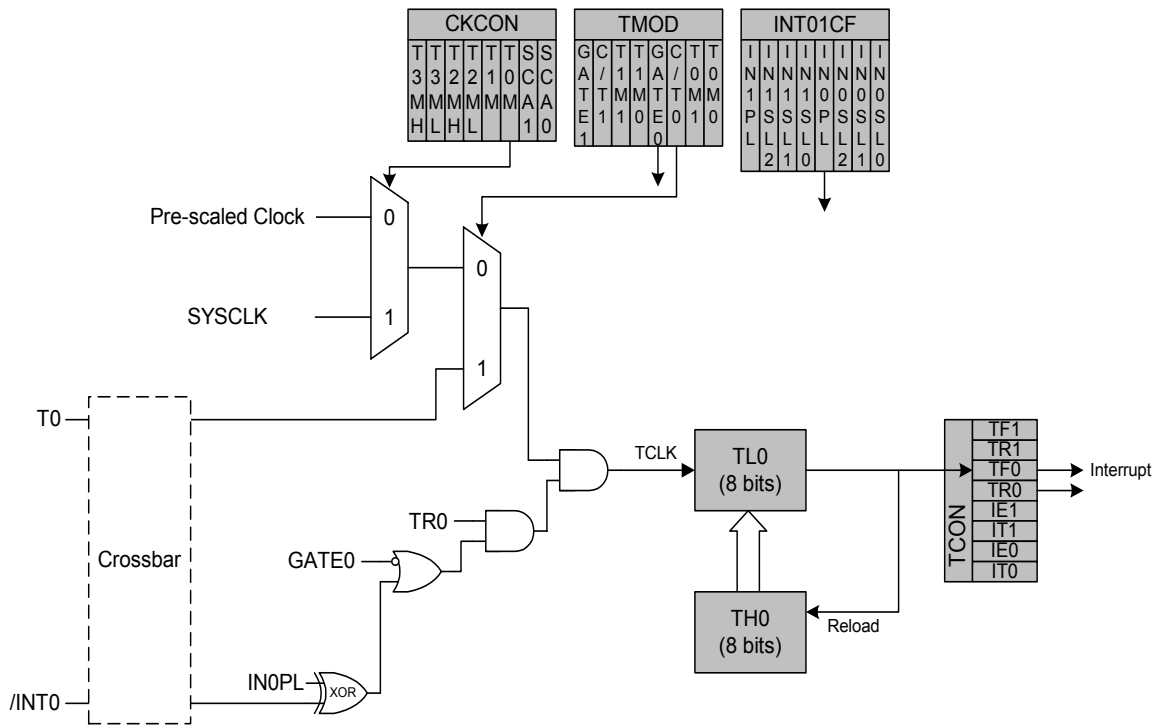 CKCON
T3MH
T3ML
T2MH
T2ML
T1M
T0M
SCA1
SCA0
TMOD
GATE1
C/T1
T1M1
T1M0
GATE0
C/T0
T0M1
T0M0
INT01CF
IN1PL
IN1SL2
IN1SL1
IN1SL0
IN0PL
IN0SL2
IN0SL1
IN0SL0
Pre-scaled Clock
0
SYSCLK
1
0
1
T0
Crossbar
/INT0
TR0
GATE0
IN0PL
XOR
TCLK
TL0
(8 bits)
TH0
(8 bits)
Reload
TCON
TF1
TR1
TF0
TR0
IE1
IT1
IE0
IT0
Interrupt